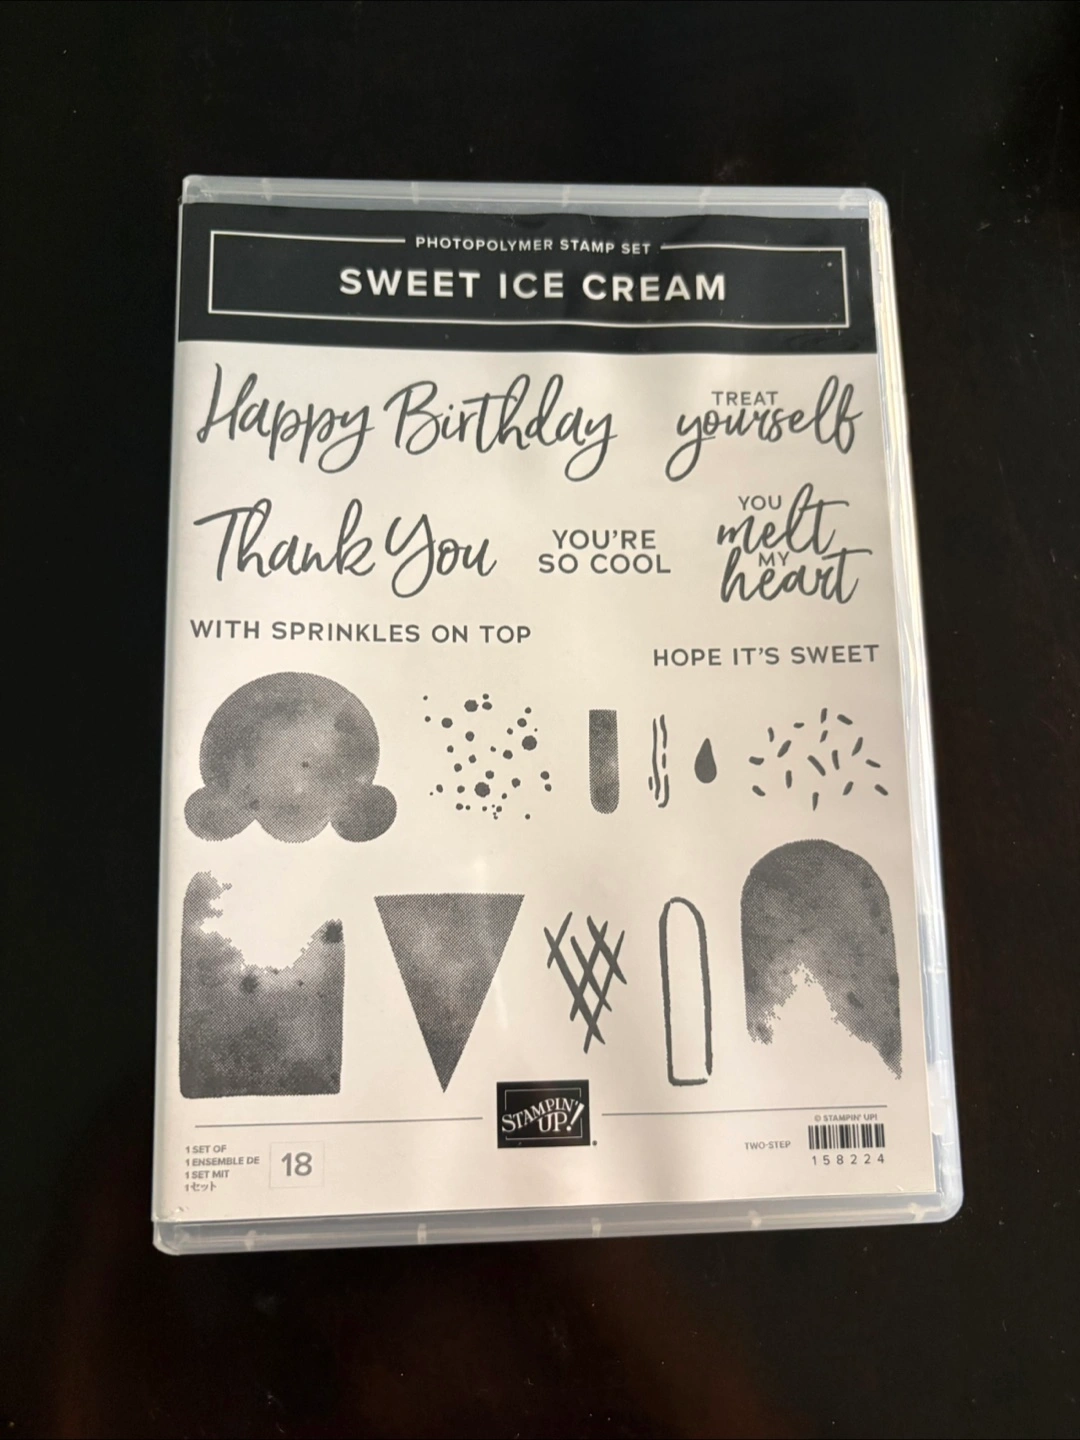 PHOTOPOLYMER STAMP SET
SWEET ICE CREAM
Happy Birthday
TREAT
yourself
Thank You
YOU'RE
SO COOL
YOU
melt
MY
heart
WITH SPRINKLES ON TOP
HOPE IT'S SWEET
STAMPIN'
UP!
1 SET OF
1 ENSEMBLE DE
1 SET MIT
1セット
18
TWO-STEP
© STAMPIN' UP!
158224